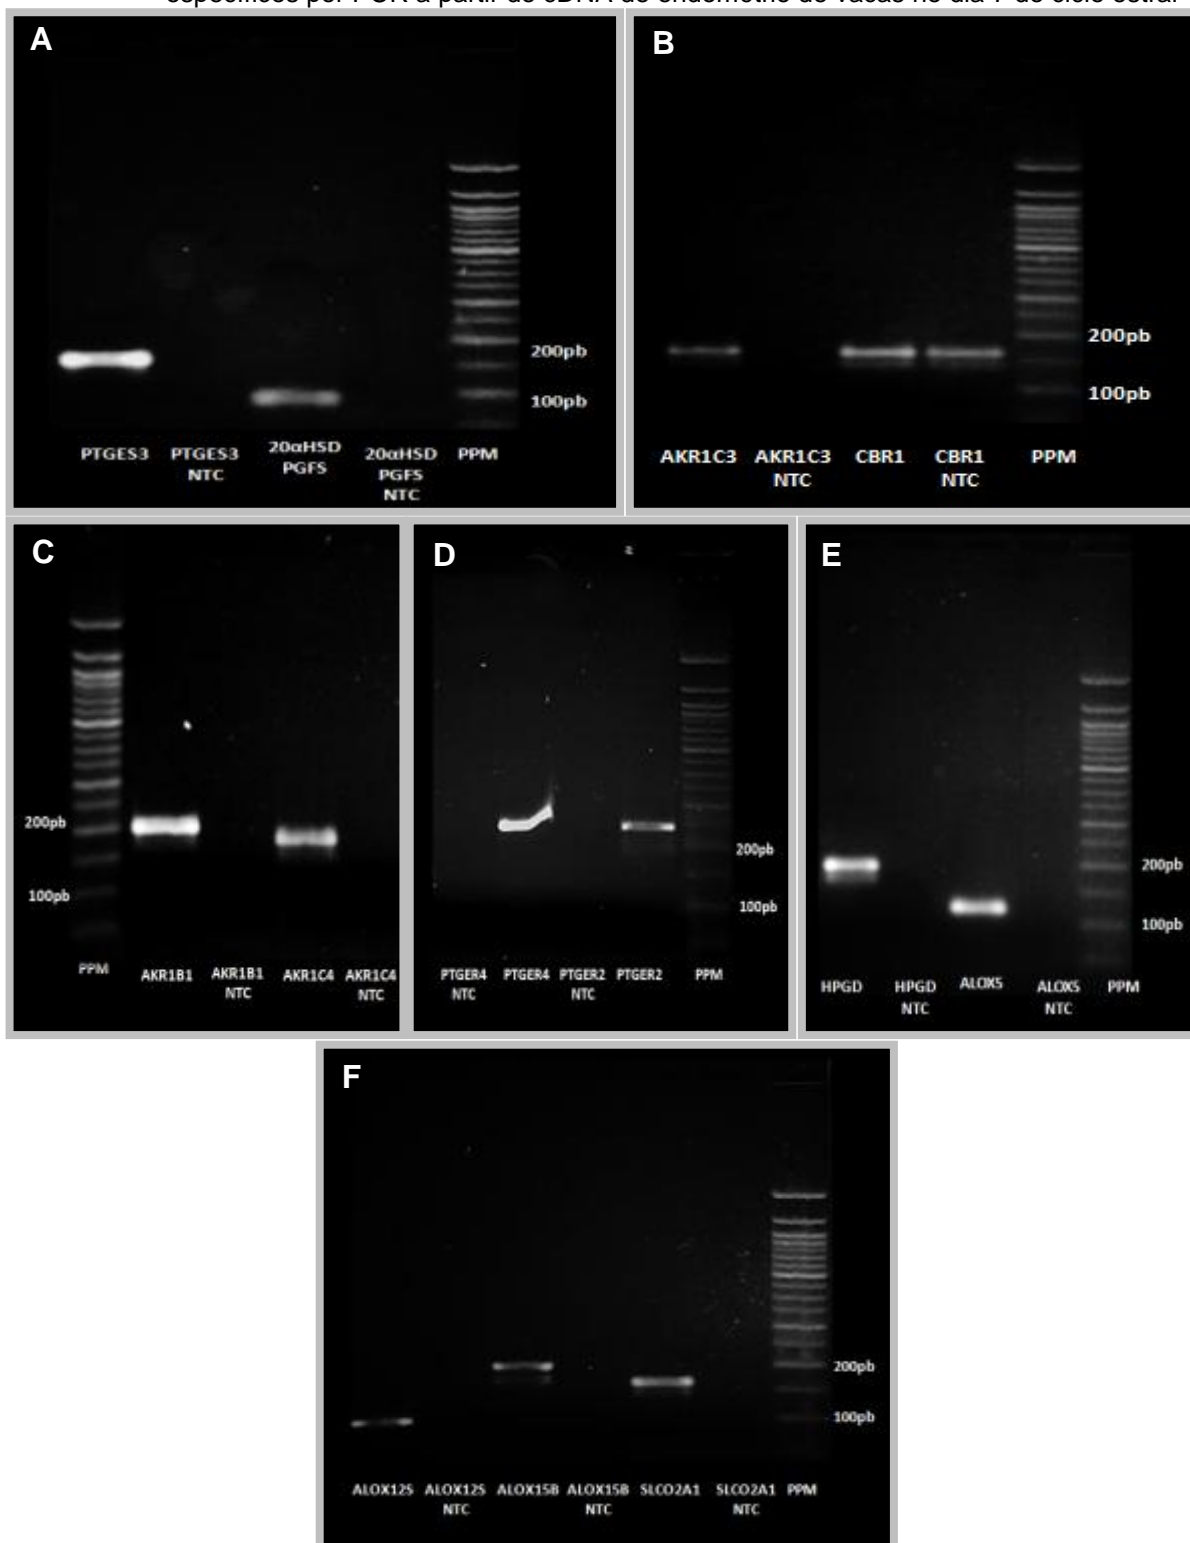 específicos por PCR a partir de cDNA de endométrio de vacas no dia 7 do ciclo estral
A
200pb
100pb
PTGES3 PTGES3 20αHSD 20αHSD PPM
NTC PGFS PGFS
NTC
B
200pb
100pb
AKR1C3 AKR1C3 CBR1 CBR1 PPM
NTC NTC
C
200pb
100pb
PPM AKR1B1 AKR1B1 AKR1C4 AKR1C4
NTC NTC
D
200pb
100pb
PTGER4 PTGER4 PTGER2 PTGER2 PPM
NTC NTC
E
200pb
100pb
HPGD HPGD ALOX5 ALOX5 PPM
NTC NTC
F
200pb
100pb
ALOX12S ALOX12S ALOX15B ALOX15B SLCO2A1 SLCO2A1 PPM
NTC NTC NTC